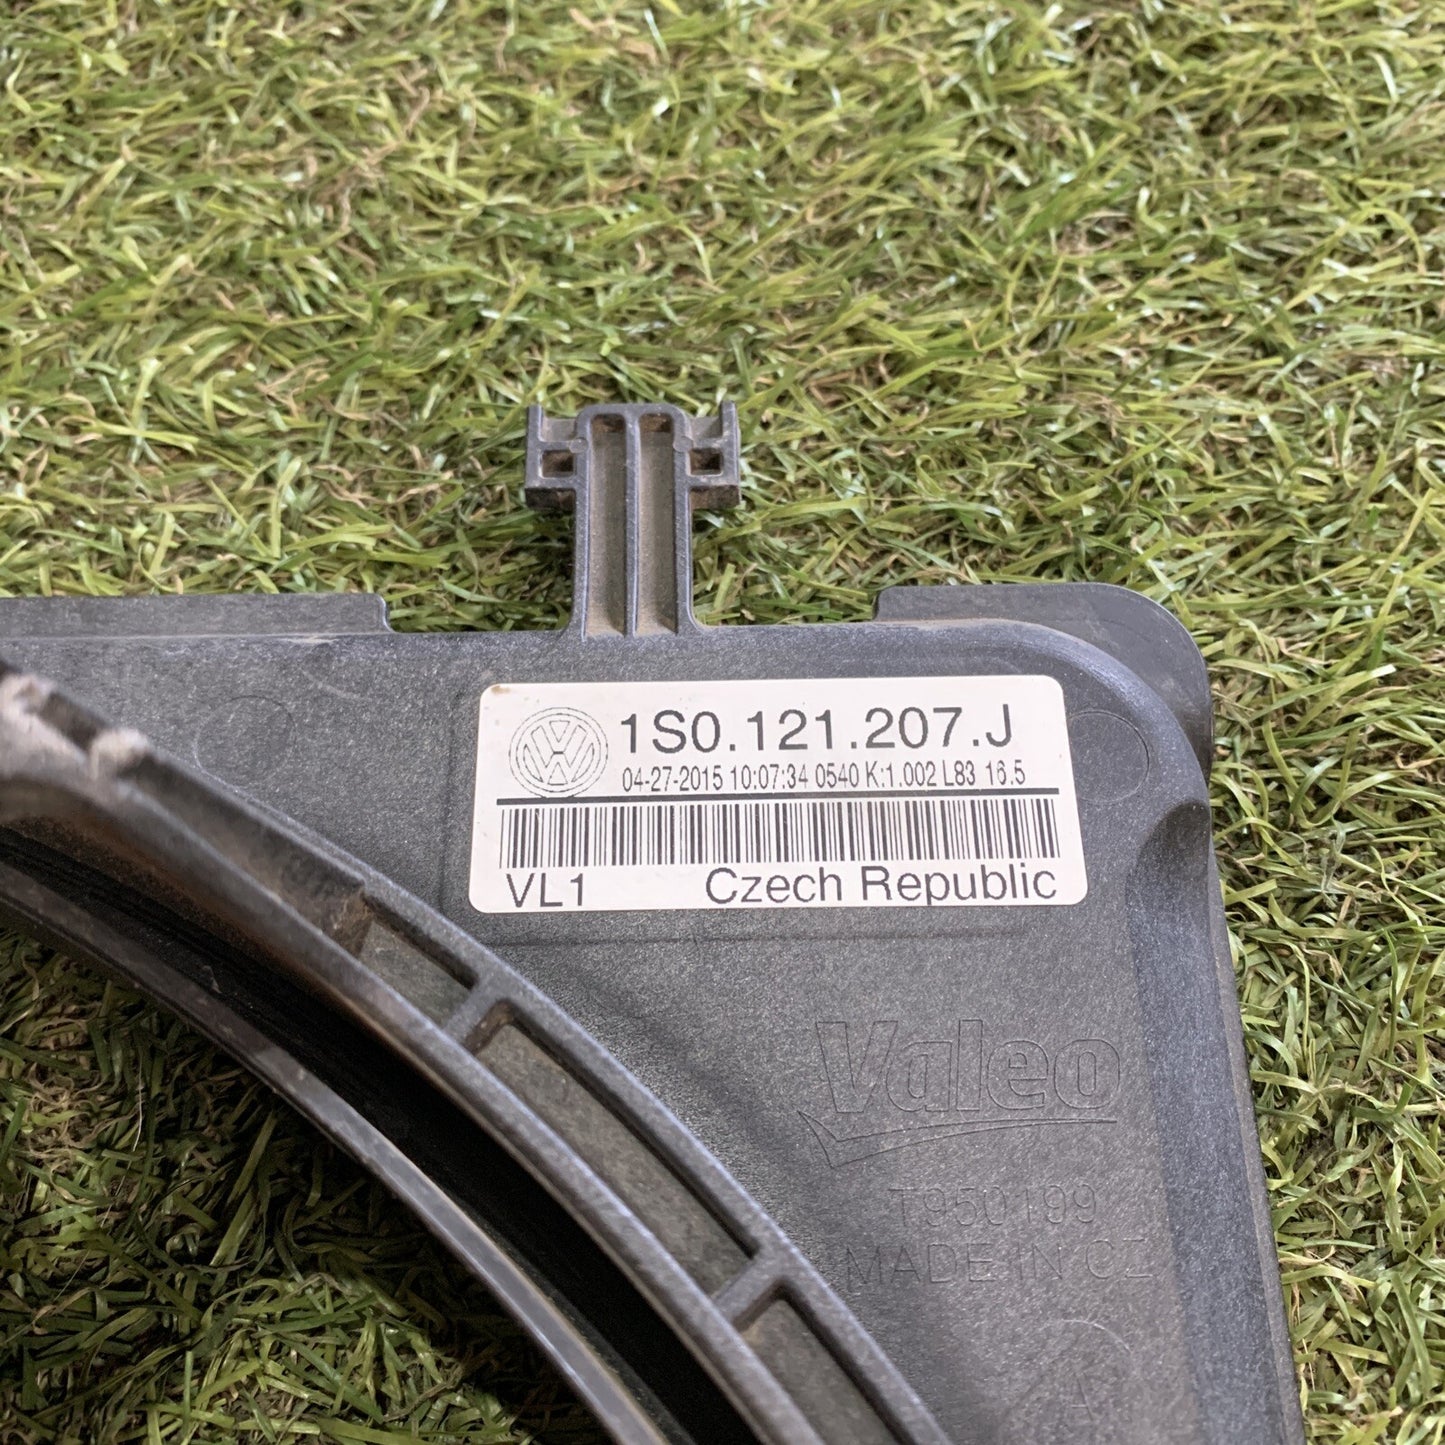 1S0.121.207.J
04-27-2015 10:07:34 0540 K:1.002 L83 16.5
VL1 Czech Republic
Valeo
T950199
MADE IN CZ
A